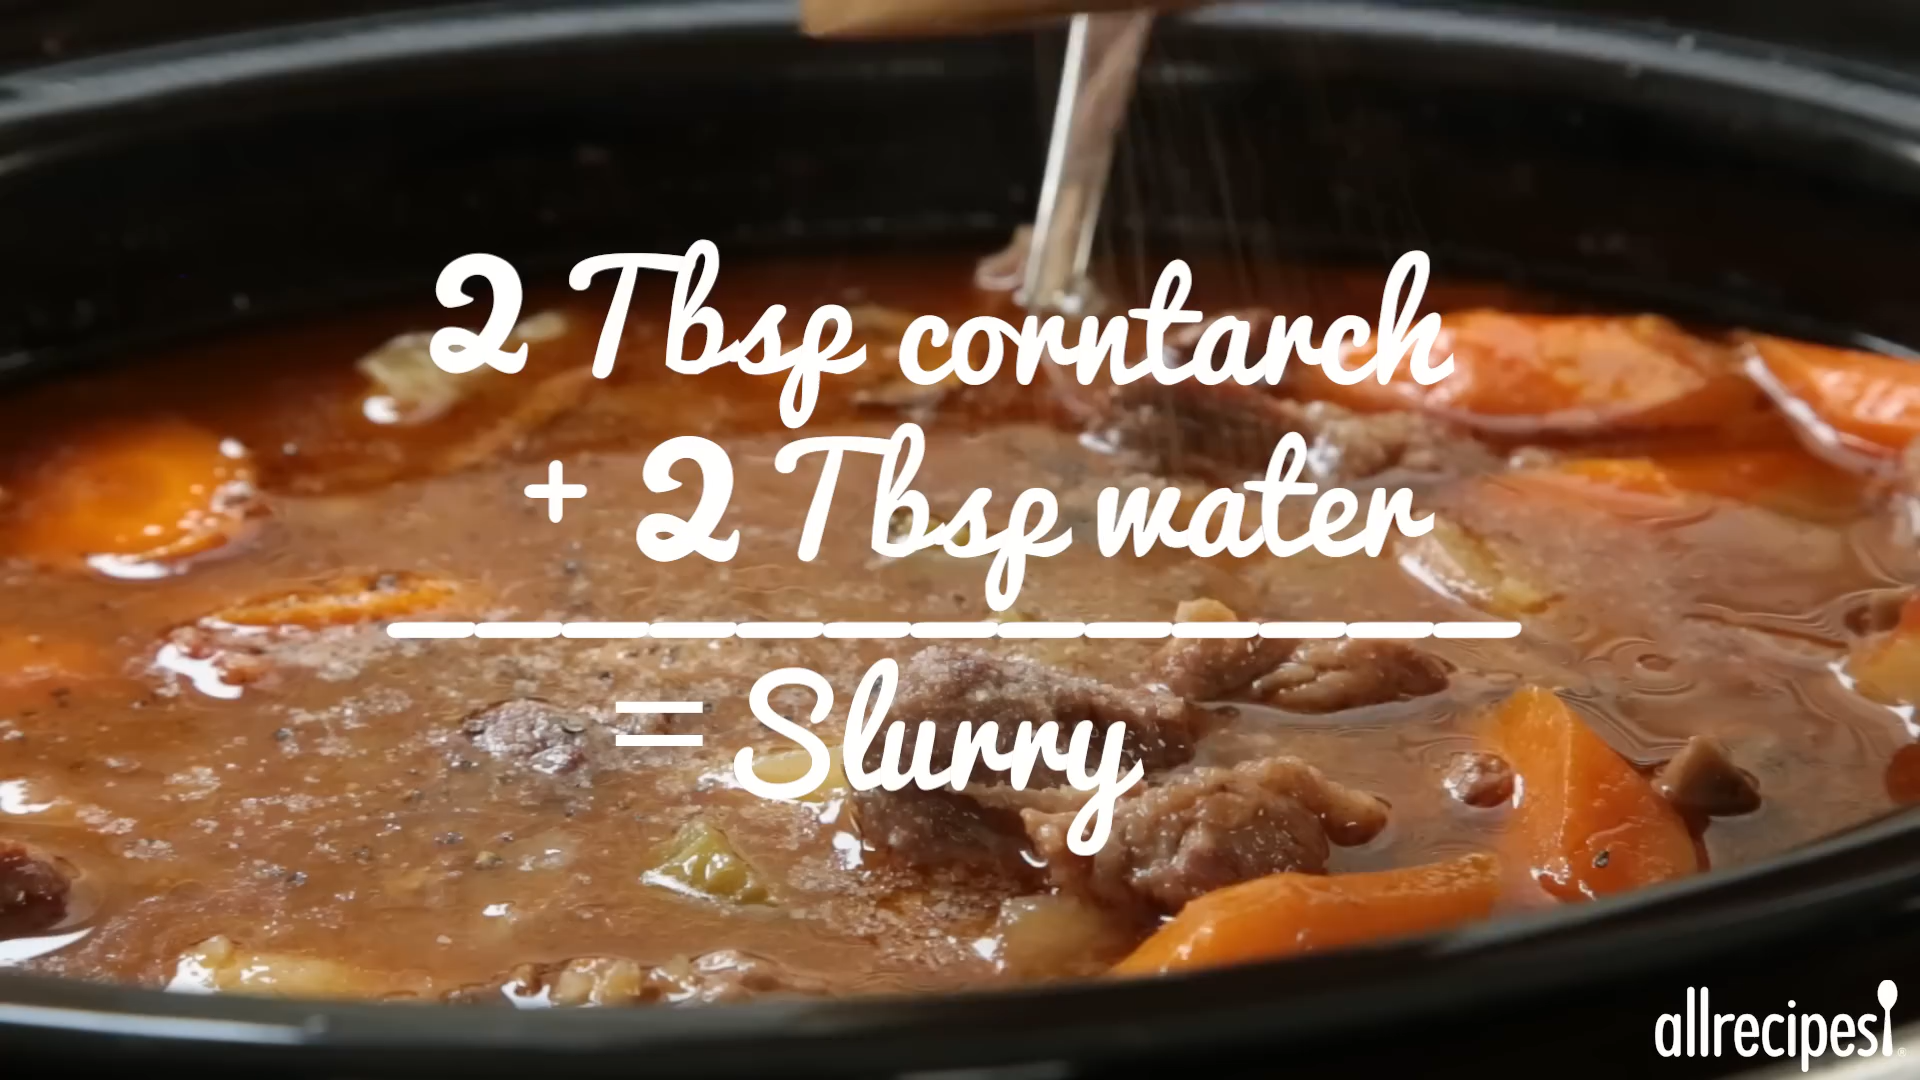 2 Tbsp corntarch
+ 2 Tbsp water
= Slurry
allrecipes®